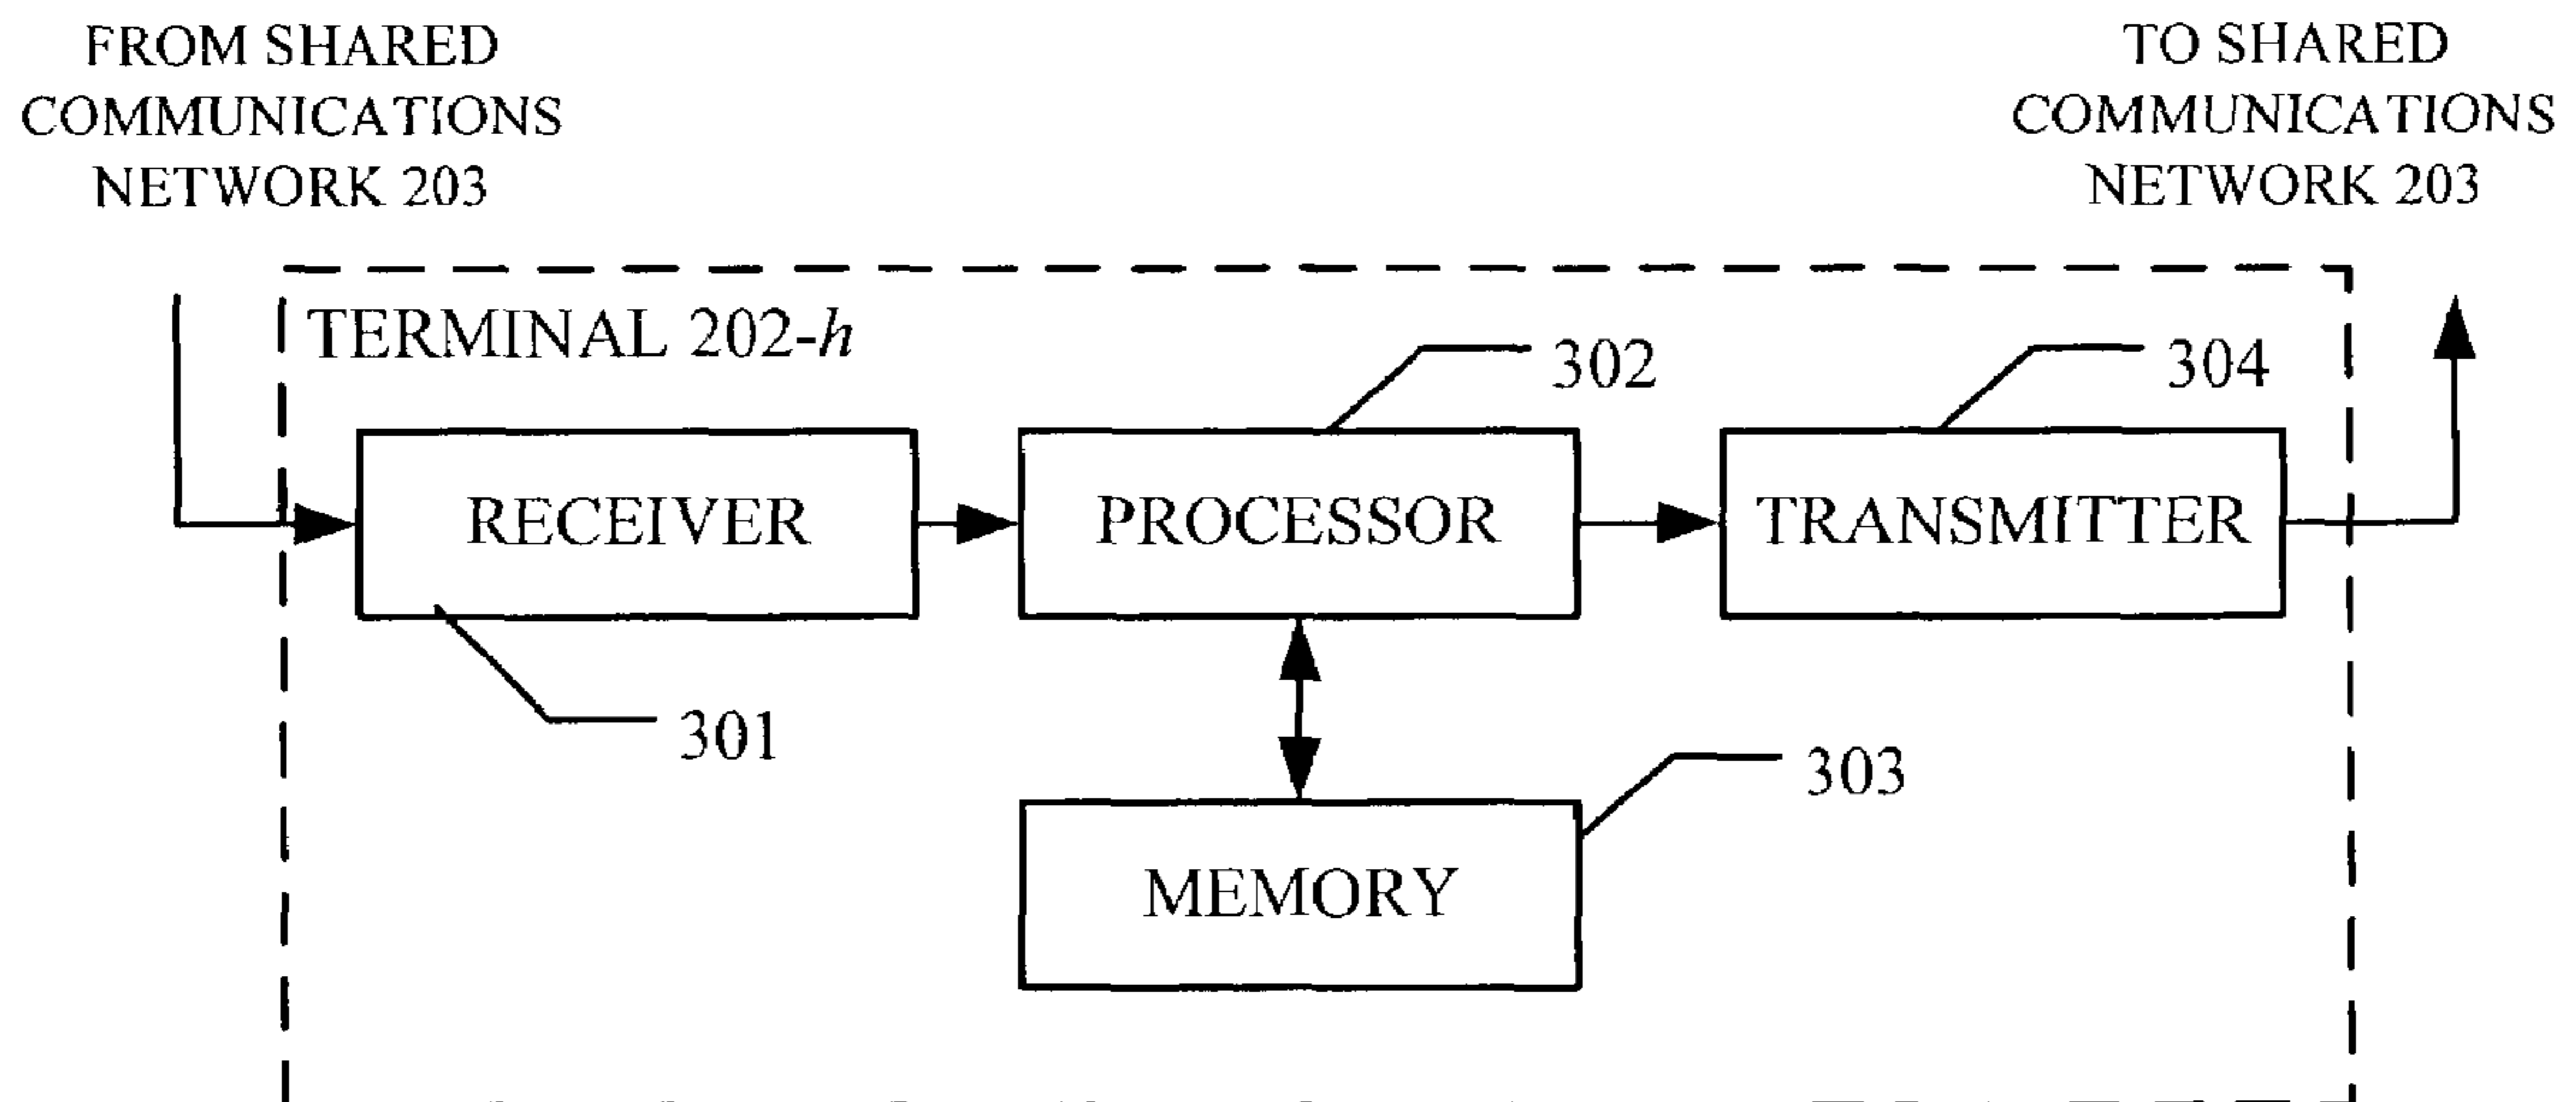 FROM SHARED
COMMUNICATIONS
NETWORK 203
TO SHARED
COMMUNICATIONS
NETWORK 203
TERMINAL 202-h
302
304
RECEIVER
PROCESSOR
TRANSMITTER
301
303
MEMORY